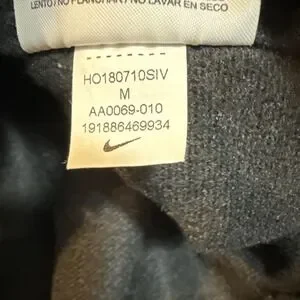 LENTO/NO PLANCHAR/NO LAVAR EN SECO
HO180710SIV
M
AA0069-010
191886469934